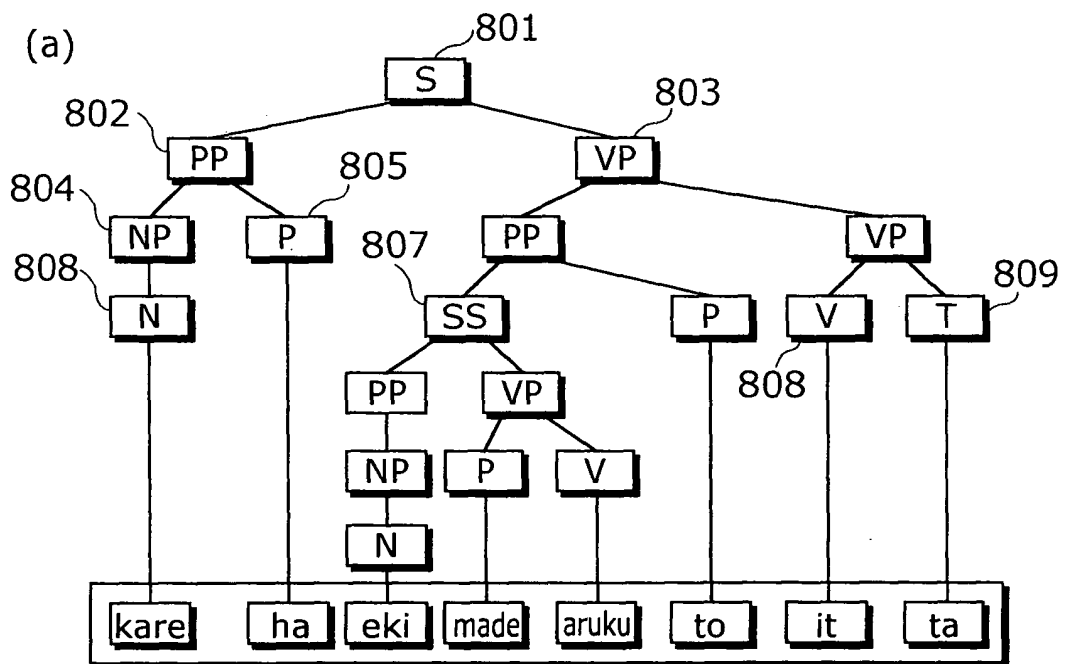 (a)
801
S
802
803
PP
VP
804
805
NP
P
PP
VP
808
807
809
N
SS
P
V
T
808
PP
VP
NP
P
V
N
kare ha eki made aruku to it ta